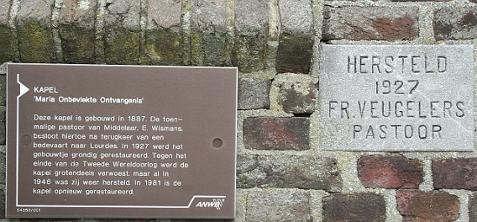 KAPEL
'Maria Onbevlekte Ontvangenis'
Deze kapel is gebouwd in 1887. De toen-
malige pastoor van Middelaar, E. Wismans,
besloot hiertoe na terugkeer van een
bedevaart naar Lourdes. In 1927 werd het
gebouwtje grondig gerestaureerd. Tegen het
einde van de Tweede Wereldoorlog werd de
kapel grotendeels verwoest, maar al in
1946 was zij weer hersteld. In 1981 is de
kapel opnieuw gerestaureerd.
ANWB
HERSTELD
1927
FR. VEUGELERS
PASTOOR